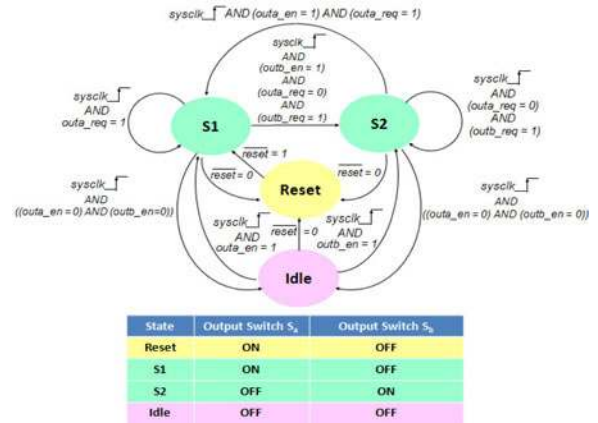 sysclk AND (outa_en = 1) AND (outa_req = 1)
sysclk
AND
(outb_en = 1)
AND
(outa_req = 0)
AND
(outb_req = 1)
sysclk
AND
outa_req = 1
sysclk
AND
(outa_req = 0)
AND
(outb_req = 1)
S1
S2
reset = 1
reset = 0
reset = 0
Reset
sysclk
AND
((outa_en = 0) AND (outb_en=0))
sysclk
AND
((outa_en = 0) AND (outb_en = 0))
sysclk
AND
outa_en = 1
reset = 0
sysclk
AND
outb_en = 1
Idle
State Output Switch Sa Output Switch Sb
Reset ON OFF
S1 ON OFF
S2 OFF ON
Idle OFF OFF